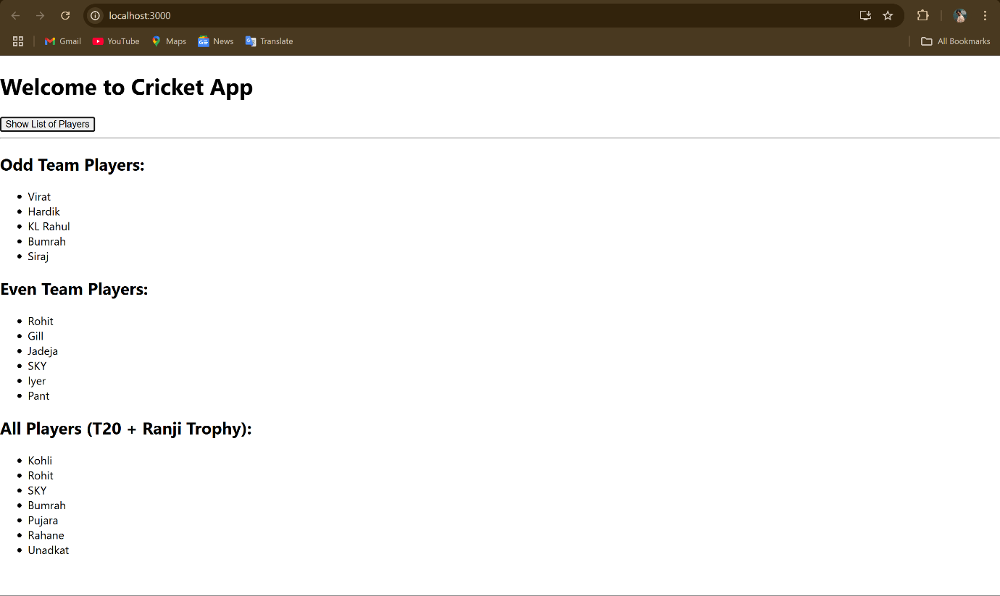 localhost:3000
Gmail YouTube Maps News Translate All Bookmarks
Welcome to Cricket App
Show List of Players
Odd Team Players:
Virat
Hardik
KL Rahul
Bumrah
Siraj
Even Team Players:
Rohit
Gill
Jadeja
SKY
Iyer
Pant
All Players (T20 + Ranji Trophy):
Kohli
Rohit
SKY
Bumrah
Pujara
Rahane
Unadkat